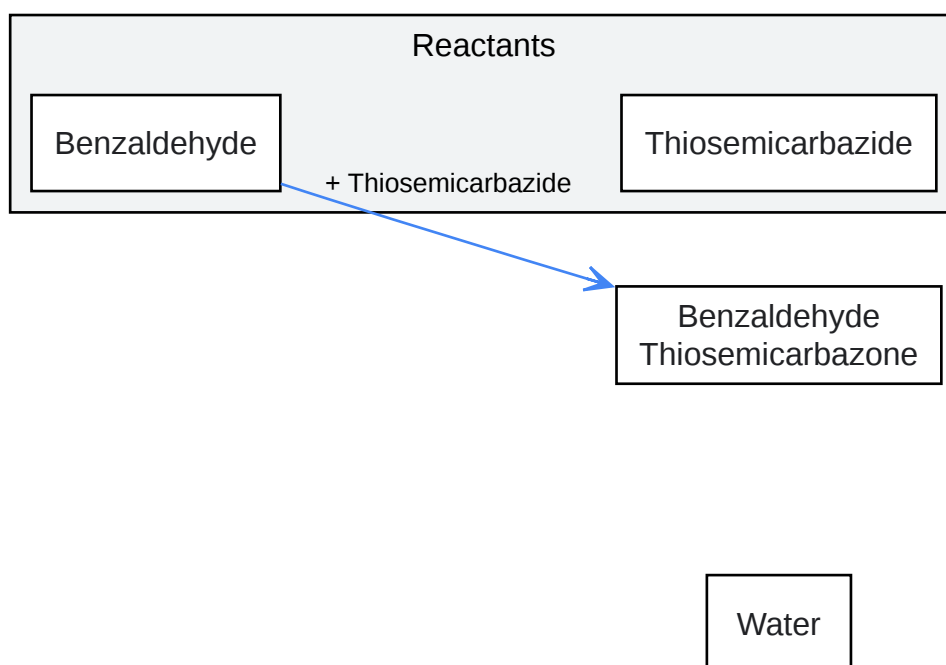 Reactants
Benzaldehyde
Thiosemicarbazide
+ Thiosemicarbazide
Benzaldehyde
Thiosemicarbazone
Water